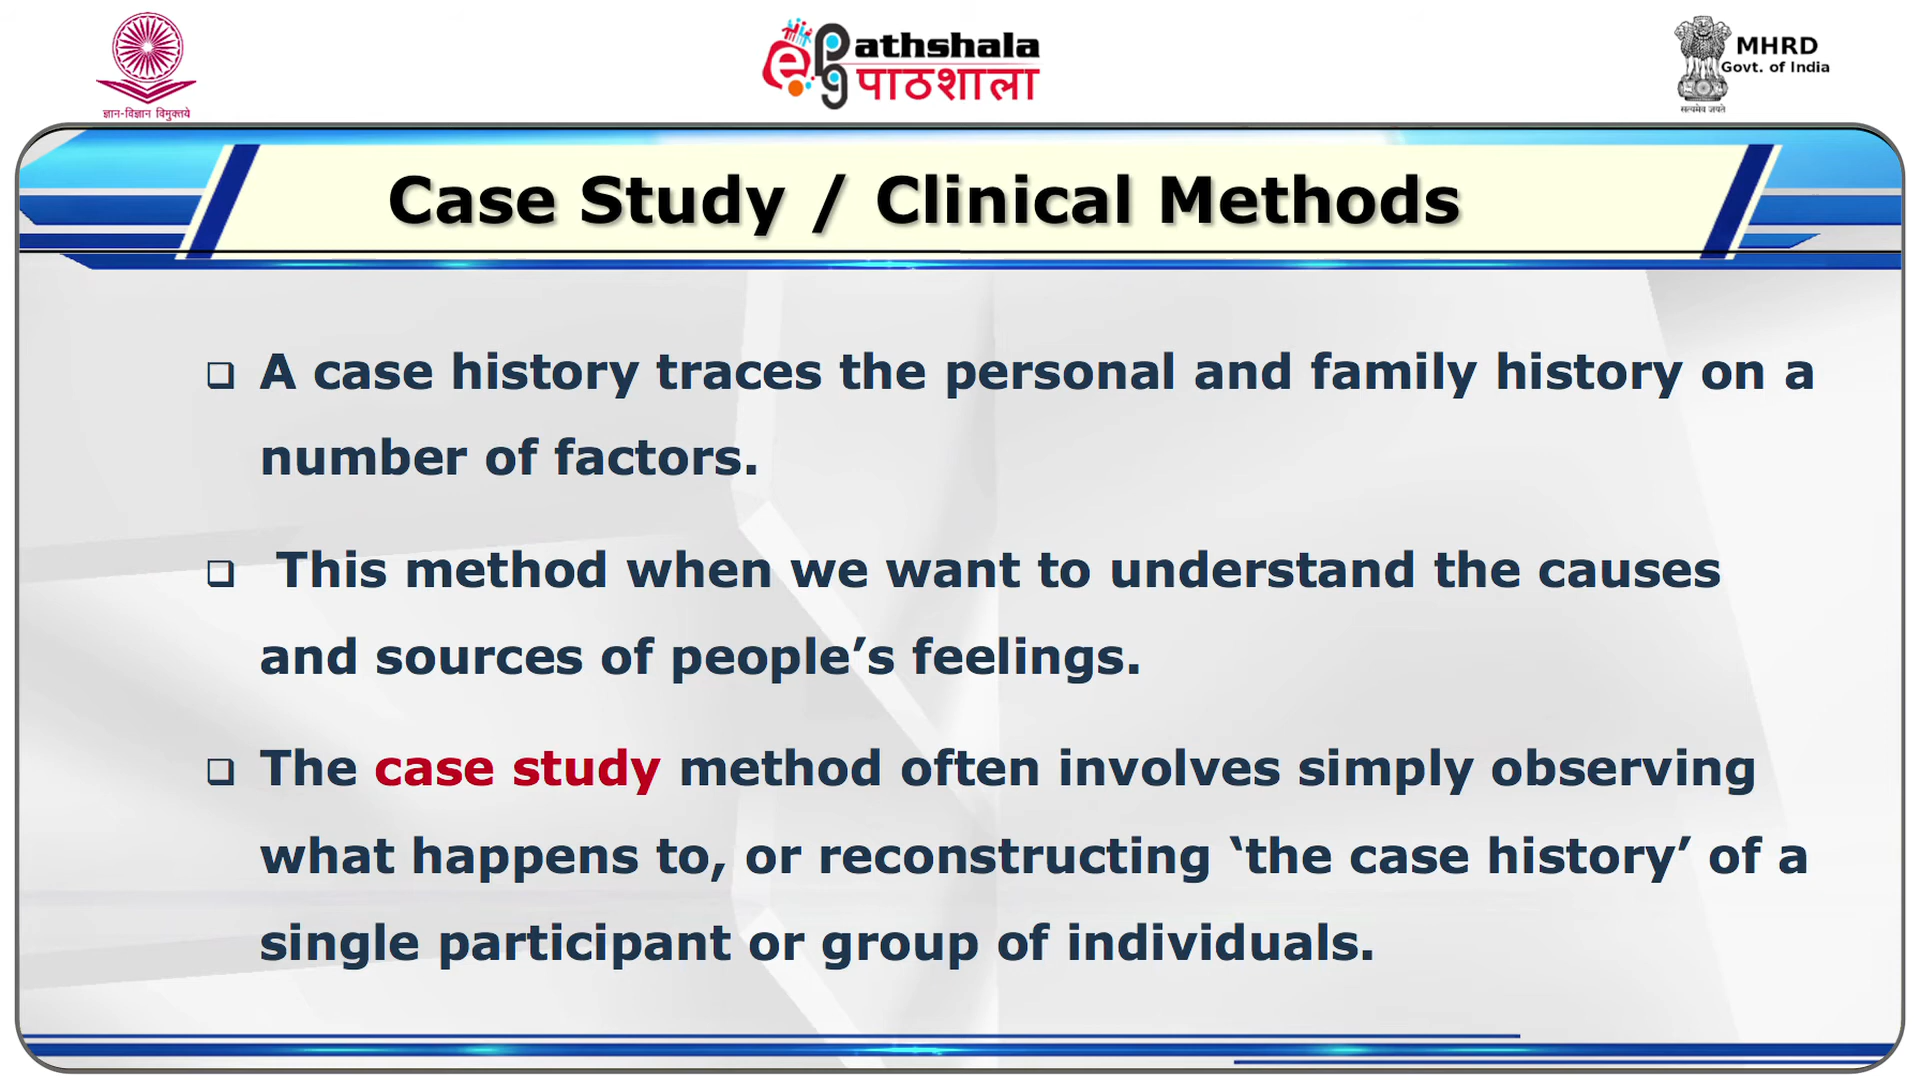 ज्ञान-विज्ञान विमुक्तये
e pg athshala
पाठशाला
MHRD
Govt. of India
सत्यमेव जयते
Case Study / Clinical Methods
❑ A case history traces the personal and family history on a
number of factors.
❑ This method when we want to understand the causes
and sources of people’s feelings.
❑ The case study method often involves simply observing
what happens to, or reconstructing ‘the case history’ of a
single participant or group of individuals.